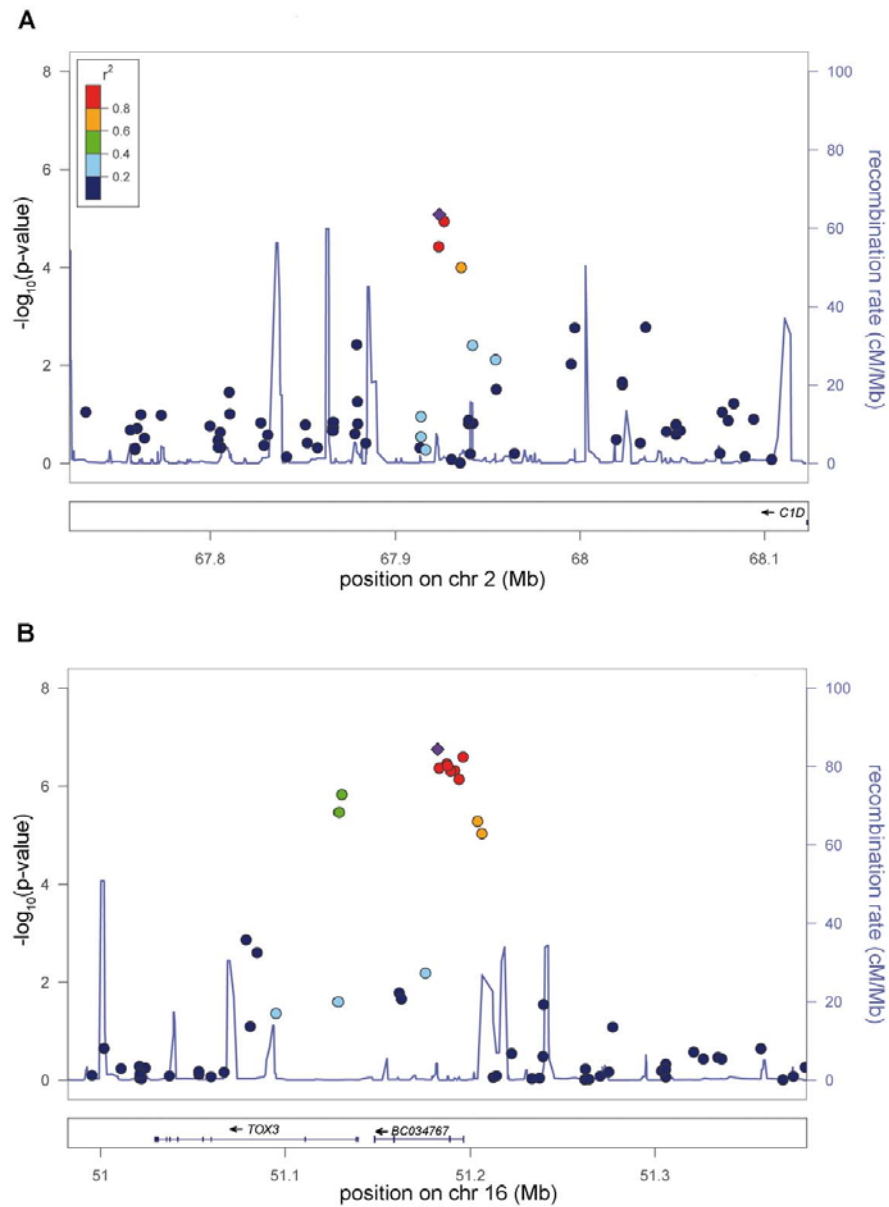 A
r2
0.8
0.6
0.4
0.2
8
6
4
2
0
-log10(p-value)
100
80
60
40
20
0
recombination rate (cM/Mb)
← C1D
67.8 67.9 68 68.1
position on chr 2 (Mb)
B
8
6
4
2
0
-log10(p-value)
100
80
60
40
20
0
recombination rate (cM/Mb)
← TOX3 ← BC034767
51 51.1 51.2 51.3
position on chr 16 (Mb)